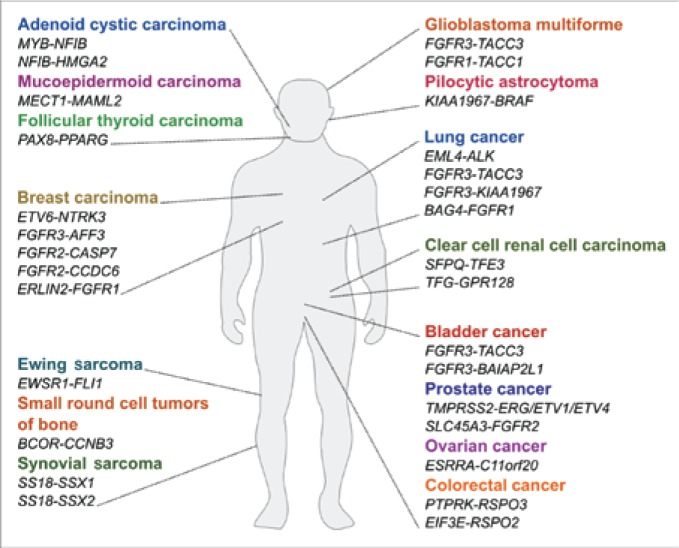 Adenoid cystic carcinoma
MYB-NFIB
NFIB-HMGA2
Mucoepidermoid carcinoma
MECT1-MAML2
Follicular thyroid carcinoma
PAX8-PPARG
Breast carcinoma
ETV6-NTRK3
FGFR3-AFF3
FGFR2-CASP7
FGFR2-CCDC6
ERLIN2-FGFR1
Ewing sarcoma
EWSR1-FLI1
Small round cell tumors
of bone
BCOR-CCNB3
Synovial sarcoma
SS18-SSX1
SS18-SSX2
Glioblastoma multiforme
FGFR3-TACC3
FGFR1-TACC1
Pilocytic astrocytoma
KIAA1967-BRAF
Lung cancer
EML4-ALK
FGFR3-TACC3
FGFR3-KIAA1967
BAG4-FGFR1
Clear cell renal cell carcinoma
SFPQ-TFE3
TFG-GPR128
Bladder cancer
FGFR3-TACC3
FGFR3-BAIAP2L1
Prostate cancer
TMPRSS2-ERG/ETV1/ETV4
SLC45A3-FGFR2
Ovarian cancer
ESRRA-C11orf20
Colorectal cancer
PTPRK-RSPO3
EIF3E-RSPO2